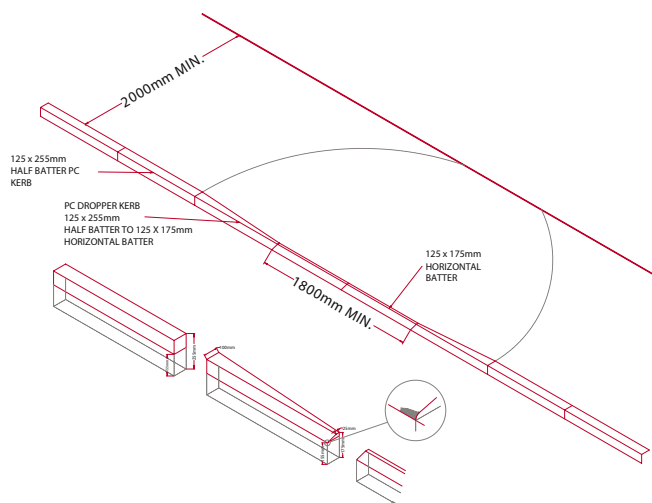 2000mm MIN.
125 x 255mm
HALF BATTER PC
KERB
PC DROPPER KERB
125 x 255mm
HALF BATTER TO 125 X 175mm
HORIZONTAL BATTER
125 x 175mm
HORIZONTAL
BATTER
1800mm MIN.